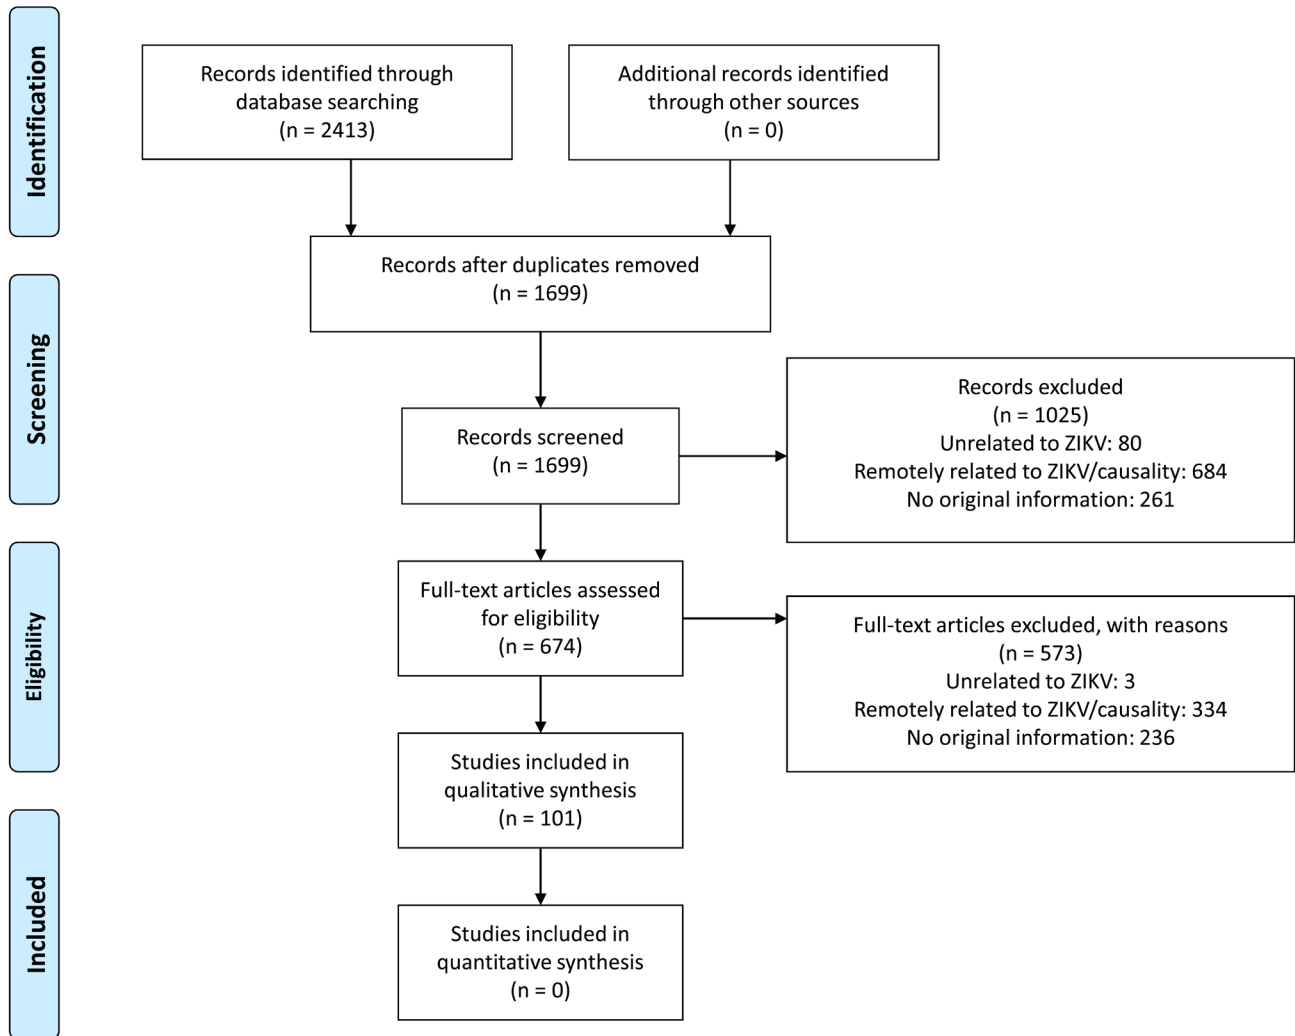 Identification
Records identified through
database searching
(n = 2413)
Additional records identified
through other sources
(n = 0)
Records after duplicates removed
(n = 1699)
Screening
Records screened
(n = 1699)
Records excluded
(n = 1025)
Unrelated to ZIKV: 80
Remotely related to ZIKV/causality: 684
No original information: 261
Eligibility
Full-text articles assessed
for eligibility
(n = 674)
Full-text articles excluded, with reasons
(n = 573)
Unrelated to ZIKV: 3
Remotely related to ZIKV/causality: 334
No original information: 236
Studies included in
qualitative synthesis
(n = 101)
Included
Studies included in
quantitative synthesis
(n = 0)